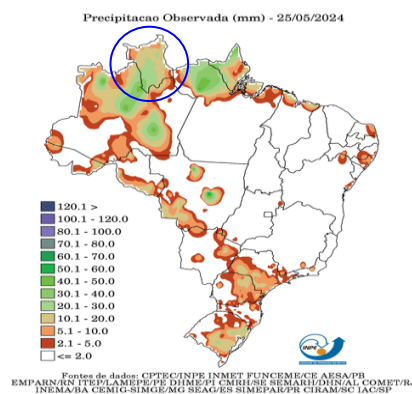 Precipitacao Observada (mm) - 25/05/2024
120.1 >
100.1 - 120.0
80.1 - 100.0
70.1 - 80.0
60.1 - 70.0
50.1 - 60.0
40.1 - 50.0
30.1 - 40.0
20.1 - 30.0
10.1 - 20.0
5.1 - 10.0
2.1 - 5.0
<= 2.0
INPE
Fontes de dados: CPTEC/INPE INMET FUNCEME/CE AESA/PB
EMPARN/RN ITEP/LAMEPE/PE DHME/PI CMRH/SE SEMARH/DHN/AL COMET/RJ
INEMA/BA CEMIG-SIMGE/MG SEAG/ES SIMEPAR/PR CIRAM/SC IAC/SP